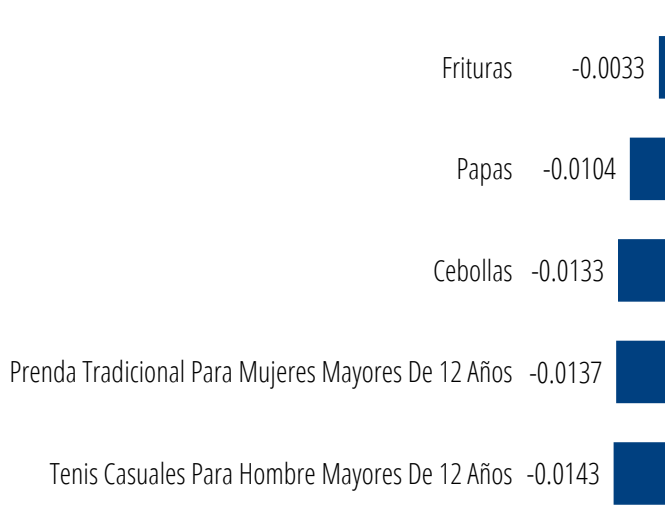 Frituras -0.0033
Papas -0.0104
Cebollas -0.0133
Prenda Tradicional Para Mujeres Mayores De 12 Años -0.0137
Tenis Casuales Para Hombre Mayores De 12 Años -0.0143